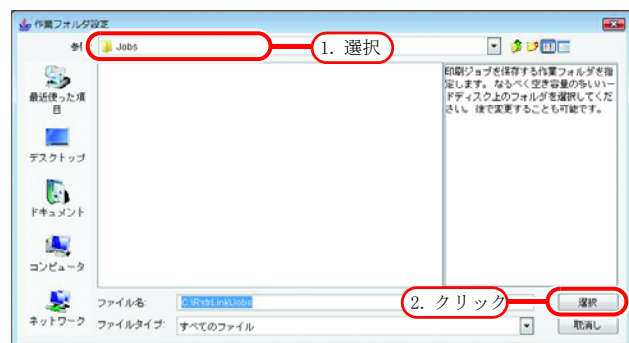 作業フォルダ設定
参!
Jobs
1. 選択
印刷ジョブを保存する作業フォルダを指
定します。なるべく空き容量の多いハー
ドディスク上のフォルダを選択してくだ
さい。後で変更することも可能です。
最近使った項
目
デスクトップ
ドキュメント
コンピュータ
ネットワーク
ファイル名:
C:\RstrLink\Jobs
2. クリック
選択
ファイルタイプ:
すべてのファイル
取消し